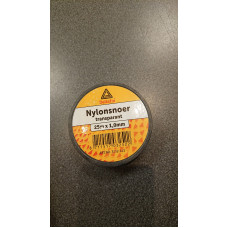 Nylonsnoer
transparant
25m x 1,0mm